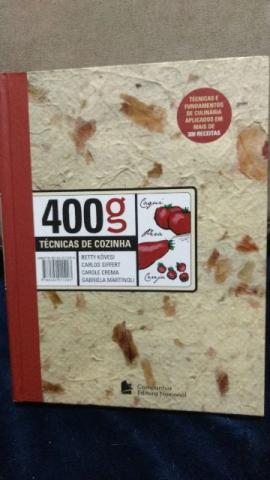 TÉCNICAS E
FUNDAMENTOS
DE CULINÁRIA
APLICADOS EM
MAIS DE
300 RECEITAS
400g
TÉCNICAS DE COZINHA
BETTY KÖVESI
CARLOS SIFFERT
CAROLE CREMA
GABRIELA MARTINOLI
Caqui
Pera
Cereja
Companhia
Editora Nacional